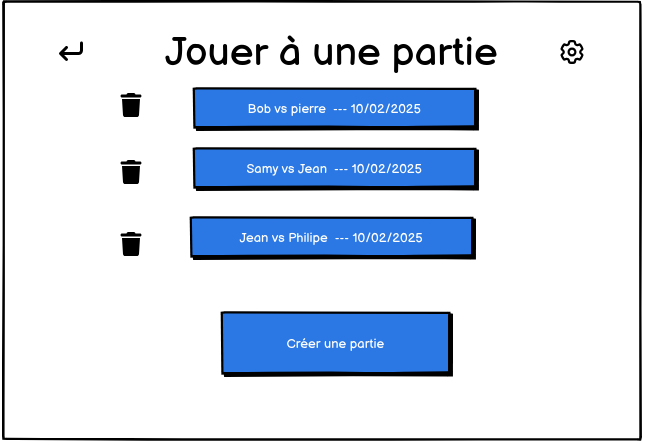 Jouer à une partie
Bob vs pierre --- 10/02/2025
Samy vs Jean --- 10/02/2025
Jean vs Philipe --- 10/02/2025
Créer une partie